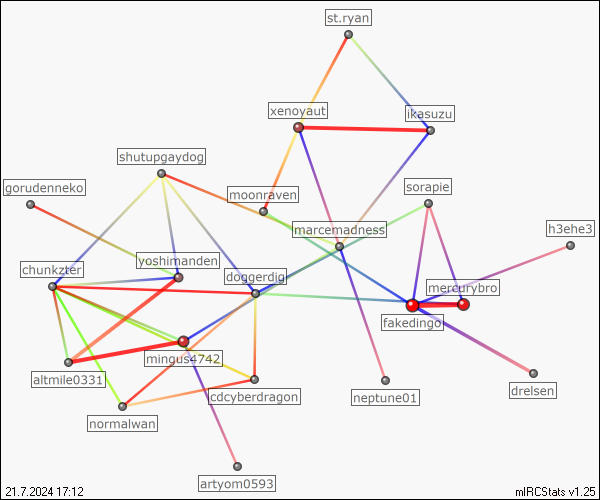 st.ryan
xenoyaut
ikasuzu
shutupgaydog
gorudenneko
moonraven
sorapie
marcemadness
h3ehe3
chunkzter
yoshimanden
doggerdig
mercurybro
fakedingo
mingus4742
altmile0331
cdcyberdragon
neptune01
drelsen
normalwan
artyom0593
21.7.2024 17:12
mIRCStats v1.25